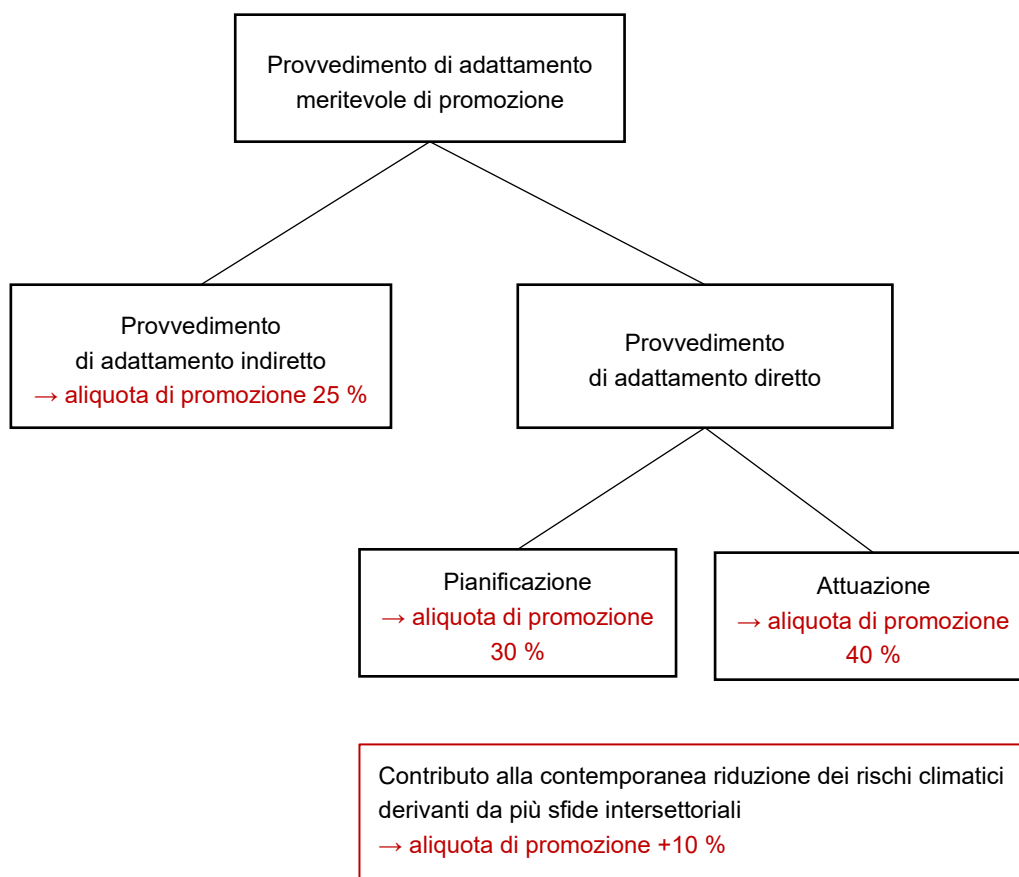 Provvedimento di adattamento
meritevole di promozione
Provvedimento
di adattamento indiretto
→ aliquota di promozione 25 %
Provvedimento
di adattamento diretto
Pianificazione
→ aliquota di promozione
30 %
Attuazione
→ aliquota di promozione
40 %
Contributo alla contemporanea riduzione dei rischi climatici
derivanti da più sfide intersettoriali
→ aliquota di promozione +10 %